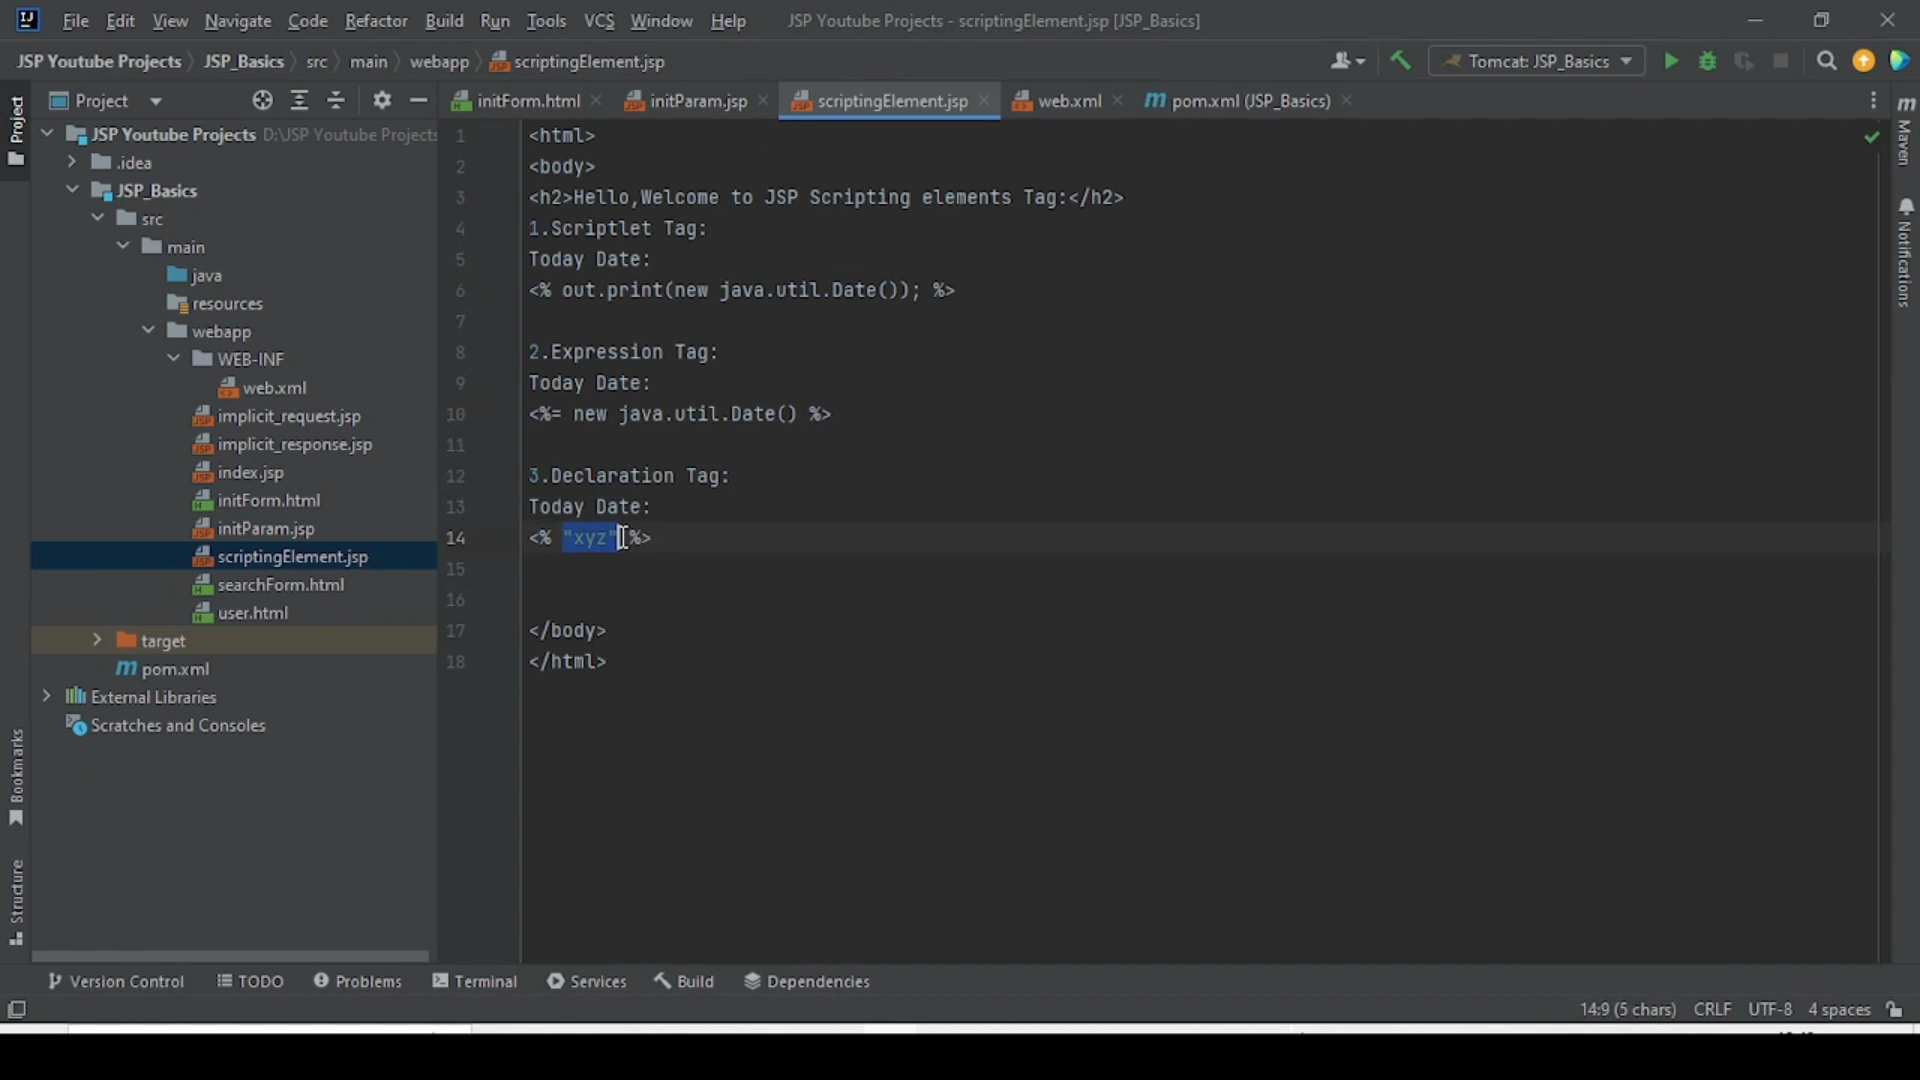 File Edit View Navigate Code Refactor Build Run Tools VCS Window Help JSP Youtube Projects - scriptingElement.jsp [JSP_Basics]
JSP Youtube Projects JSP_Basics src main webapp scriptingElement.jsp Tomcat: JSP_Basics
Project initForm.html initParam.jsp scriptingElement.jsp web.xml pom.xml (JSP_Basics)
Project
Maven
Notifications
Bookmarks
Structure
JSP Youtube Projects D:\JSP Youtube Projects
.idea
JSP_Basics
src
main
java
resources
webapp
WEB-INF
web.xml
implicit_request.jsp
implicit_response.jsp
index.jsp
initForm.html
initParam.jsp
scriptingElement.jsp
searchForm.html
user.html
target
pom.xml
External Libraries
Scratches and Consoles
1 <html>
2 <body>
3 <h2>Hello,Welcome to JSP Scripting elements Tag:</h2>
4 1.Scriptlet Tag:
5 Today Date:
6 <% out.print(new java.util.Date()); %>
7
8 2.Expression Tag:
9 Today Date:
10 <%= new java.util.Date() %>
11
12 3.Declaration Tag:
13 Today Date:
14 <% "xyz" %>
15
16
17 </body>
18 </html>
Version Control TODO Problems Terminal Services Build Dependencies
14:9 (5 chars) CRLF UTF-8 4 spaces